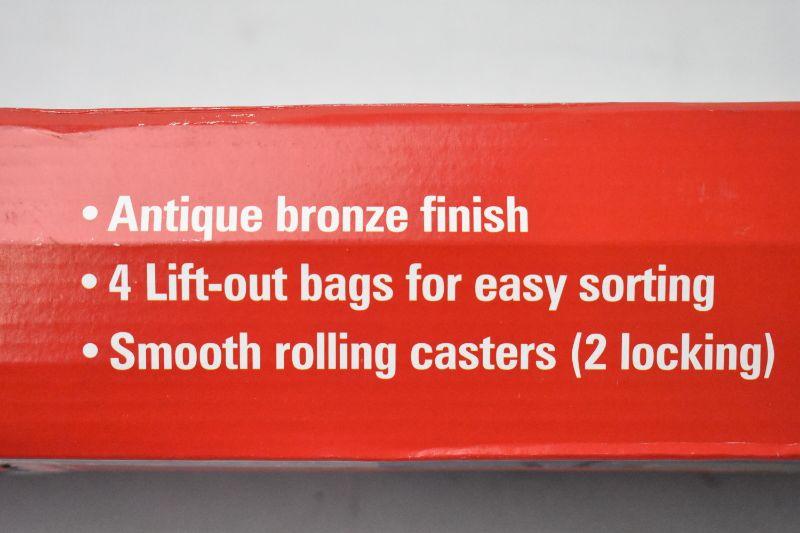 • Antique bronze finish
• 4 Lift-out bags for easy sorting
• Smooth rolling casters (2 locking)